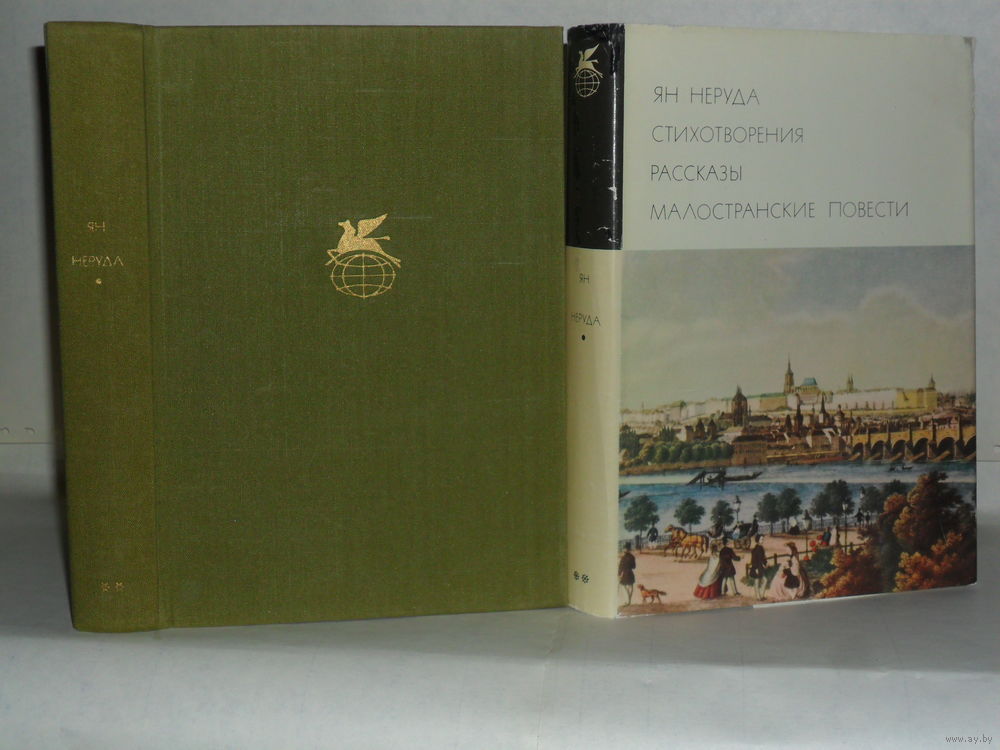 ЯН
НЕРУДА
ЯН НЕРУДА
СТИХОТВОРЕНИЯ
РАССКАЗЫ
МАЛОСТРАНСКИЕ ПОВЕСТИ
ЯН
НЕРУДА
www.ay.by